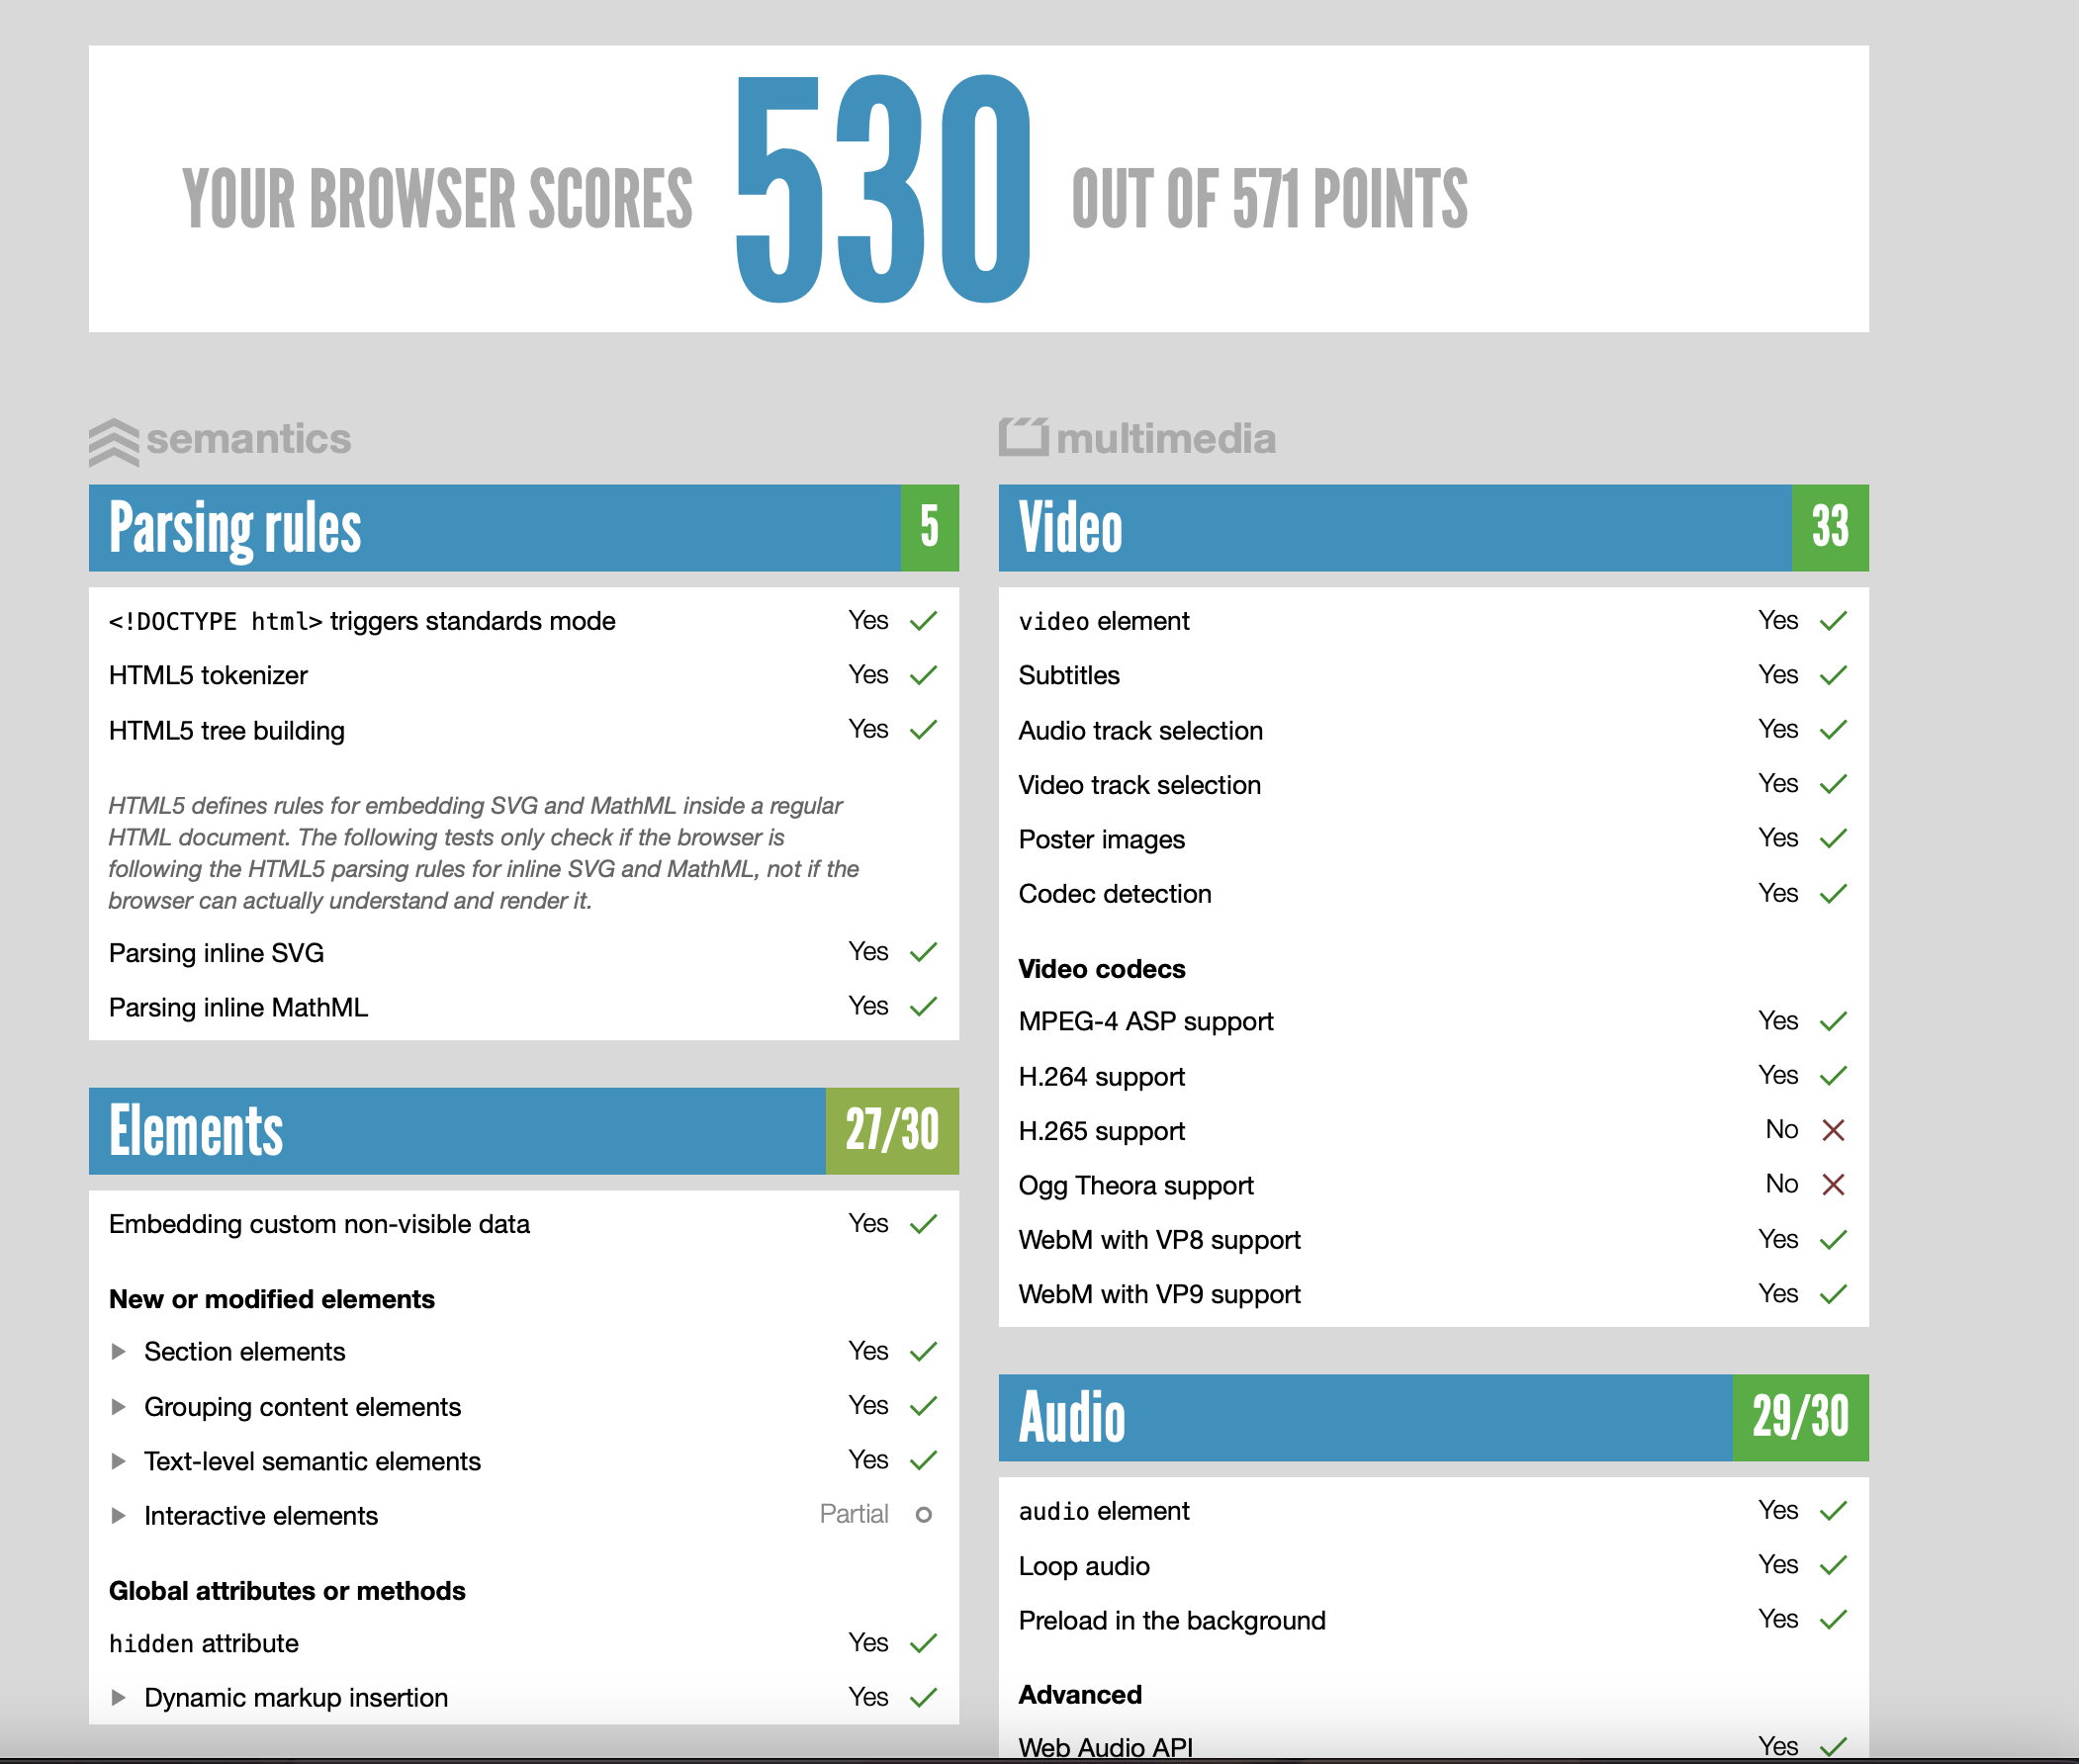 YOUR BROWSER SCORES 530 OUT OF 571 POINTS
semantics
Parsing rules 5
<!DOCTYPE html> triggers standards mode Yes ✓
HTML5 tokenizer Yes ✓
HTML5 tree building Yes ✓
HTML5 defines rules for embedding SVG and MathML inside a regular
HTML document. The following tests only check if the browser is
following the HTML5 parsing rules for inline SVG and MathML, not if the
browser can actually understand and render it.
Parsing inline SVG Yes ✓
Parsing inline MathML Yes ✓
Elements 27/30
Embedding custom non-visible data Yes ✓
New or modified elements
▶ Section elements Yes ✓
▶ Grouping content elements Yes ✓
▶ Text-level semantic elements Yes ✓
▶ Interactive elements Partial ○
Global attributes or methods
hidden attribute Yes ✓
▶ Dynamic markup insertion Yes ✓
multimedia
Video 33
video element Yes ✓
Subtitles Yes ✓
Audio track selection Yes ✓
Video track selection Yes ✓
Poster images Yes ✓
Codec detection Yes ✓
Video codecs
MPEG-4 ASP support Yes ✓
H.264 support Yes ✓
H.265 support No ✗
Ogg Theora support No ✗
WebM with VP8 support Yes ✓
WebM with VP9 support Yes ✓
Audio 29/30
audio element Yes ✓
Loop audio Yes ✓
Preload in the background Yes ✓
Advanced
Web Audio API Yes ✓